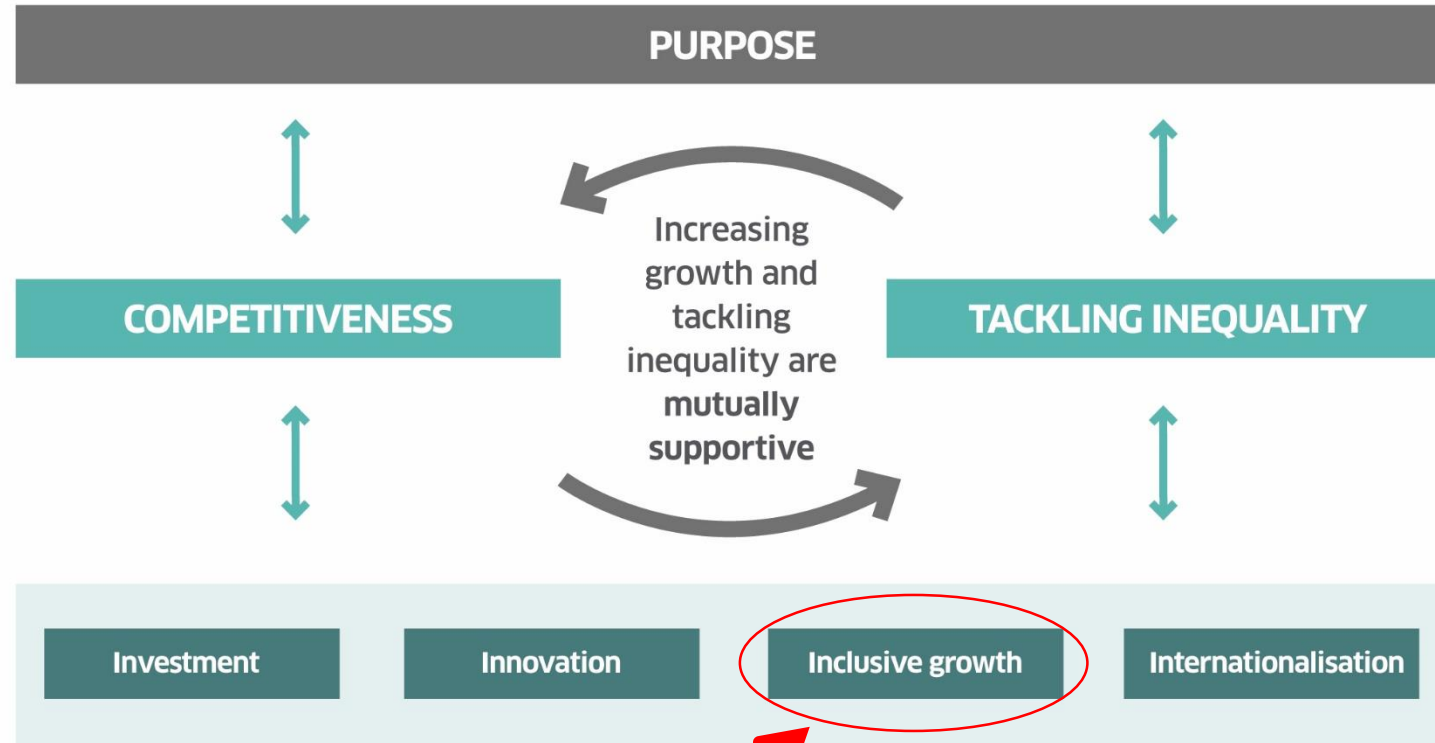 PURPOSE
COMPETITIVENESS
Increasing
growth and
tackling
inequality are
mutually
supportive
TACKLING INEQUALITY
Investment
Innovation
Inclusive growth
Internationalisation